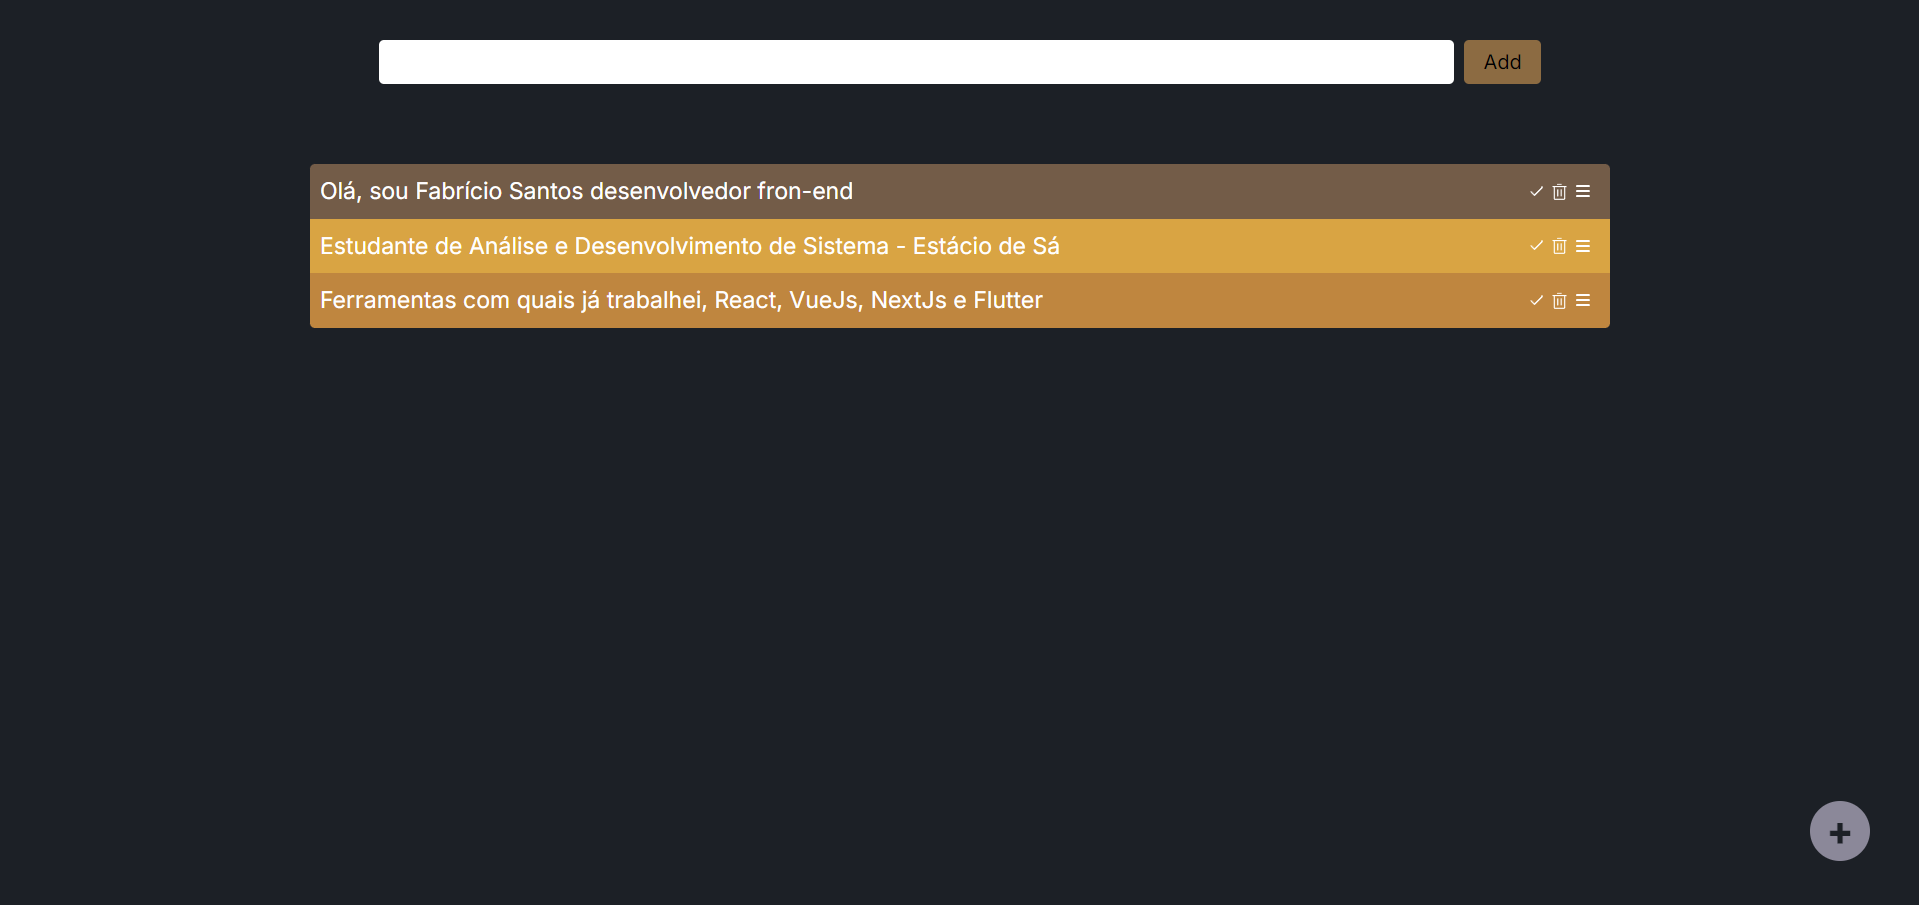 Add
Olá, sou Fabrício Santos desenvolvedor fron-end
Estudante de Análise e Desenvolvimento de Sistema - Estácio de Sá
Ferramentas com quais já trabalhei, React, VueJs, NextJs e Flutter